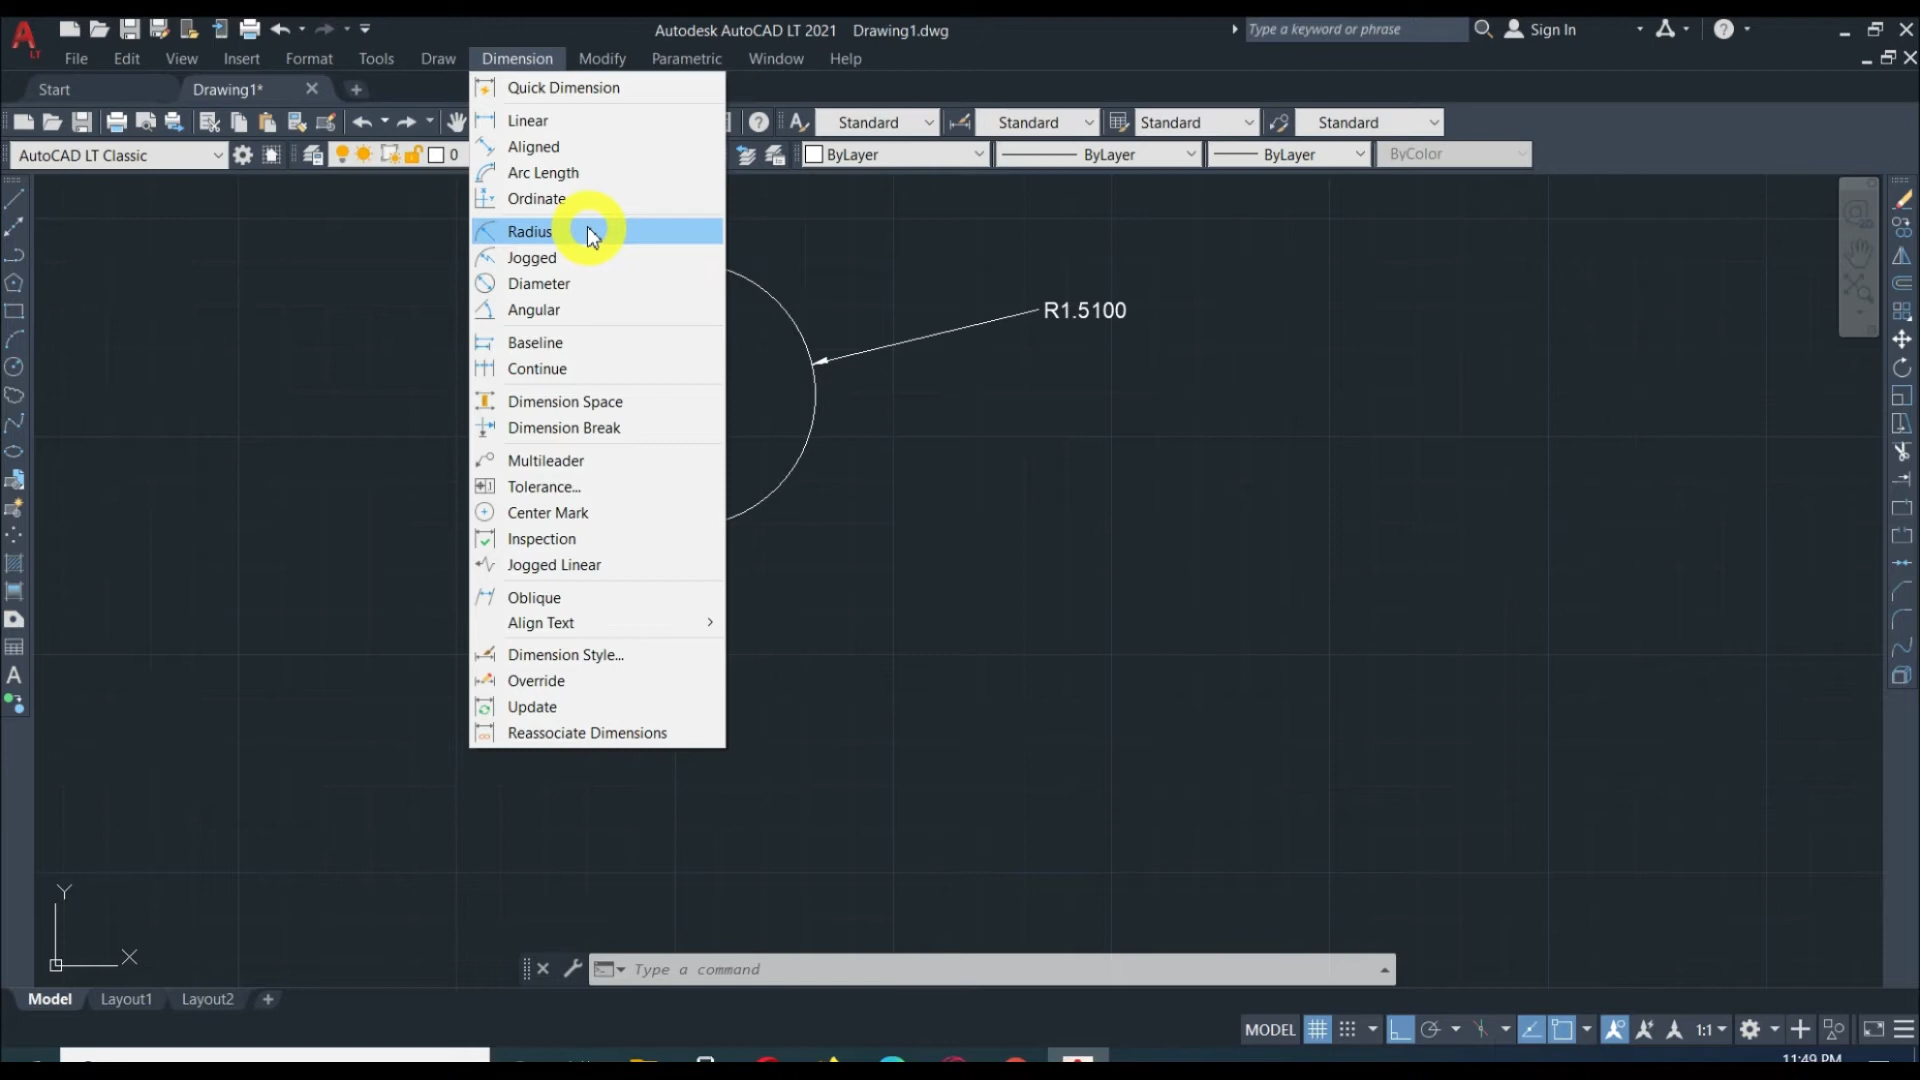 Autodesk AutoCAD LT 2021 Drawing1.dwg
Type a keyword or phrase
Sign In
LT
File Edit View Insert Format Tools Draw Dimension Modify Parametric Window Help
Start
Drawing1*
Standard
Standard
Standard
Standard
AutoCAD LT Classic
0
ByLayer
ByLayer
ByLayer
ByColor
Quick Dimension
Linear
Aligned
Arc Length
Ordinate
Radius
Jogged
Diameter
Angular
Baseline
Continue
Dimension Space
Dimension Break
Multileader
Tolerance...
Center Mark
Inspection
Jogged Linear
Oblique
Align Text
Dimension Style...
Override
Update
Reassociate Dimensions
R1.5100
Y
X
Type a command
Model Layout1 Layout2
MODEL
1:1
11:49 PM